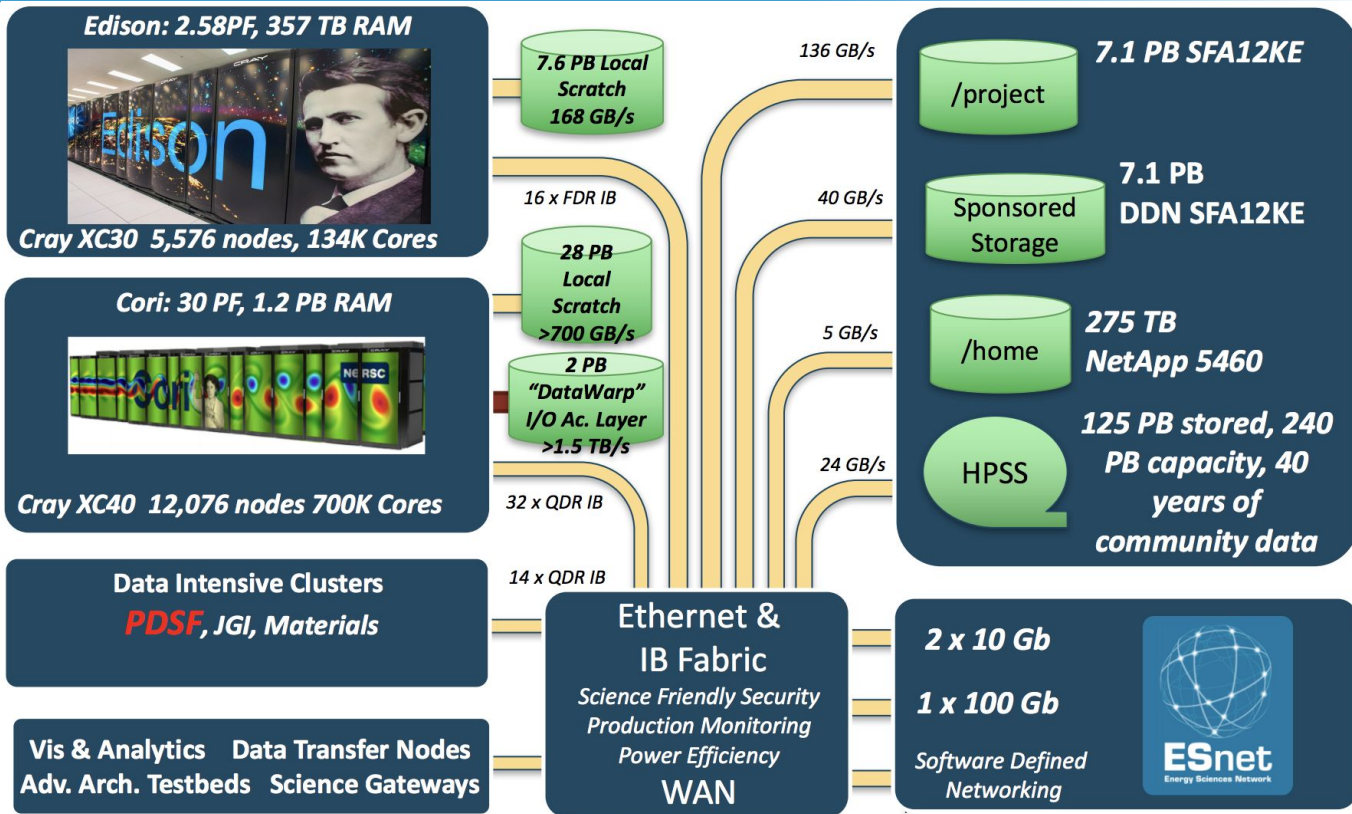 Edison: 2.58PF, 357 TB RAM
CRAY
Edison
Cray XC30 5,576 nodes, 134K Cores
7.6 PB Local
Scratch
168 GB/s
16 x FDR IB
Cori: 30 PF, 1.2 PB RAM
Cori
NERSC
Cray XC40 12,076 nodes 700K Cores
28 PB
Local
Scratch
>700 GB/s
2 PB
“DataWarp”
I/O Ac. Layer
>1.5 TB/s
32 x QDR IB
14 x QDR IB
Data Intensive Clusters
PDSF, JGI, Materials
Vis & Analytics Data Transfer Nodes
Adv. Arch. Testbeds Science Gateways
Ethernet &
IB Fabric
Science Friendly Security
Production Monitoring
Power Efficiency
WAN
136 GB/s
40 GB/s
5 GB/s
24 GB/s
/project
7.1 PB SFA12KE
Sponsored
Storage
7.1 PB
DDN SFA12KE
/home
275 TB
NetApp 5460
HPSS
125 PB stored, 240
PB capacity, 40
years of
community data
2 x 10 Gb
1 x 100 Gb
Software Defined
Networking
ESnet
Energy Sciences Network